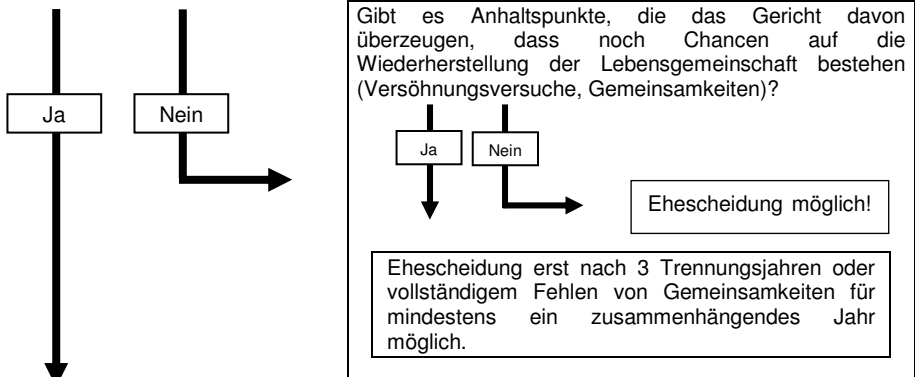 Gibt es Anhaltspunkte, die das Gericht davon
überzeugen, dass noch Chancen auf die
Wiederherstellung der Lebensgemeinschaft bestehen
(Versöhnungsversuche, Gemeinsamkeiten)?
Ja
Nein
Ja
Nein
Ehescheidung möglich!
Ehescheidung erst nach 3 Trennungsjahren oder
vollständigem Fehlen von Gemeinsamkeiten für
mindestens ein zusammenhängendes Jahr
möglich.